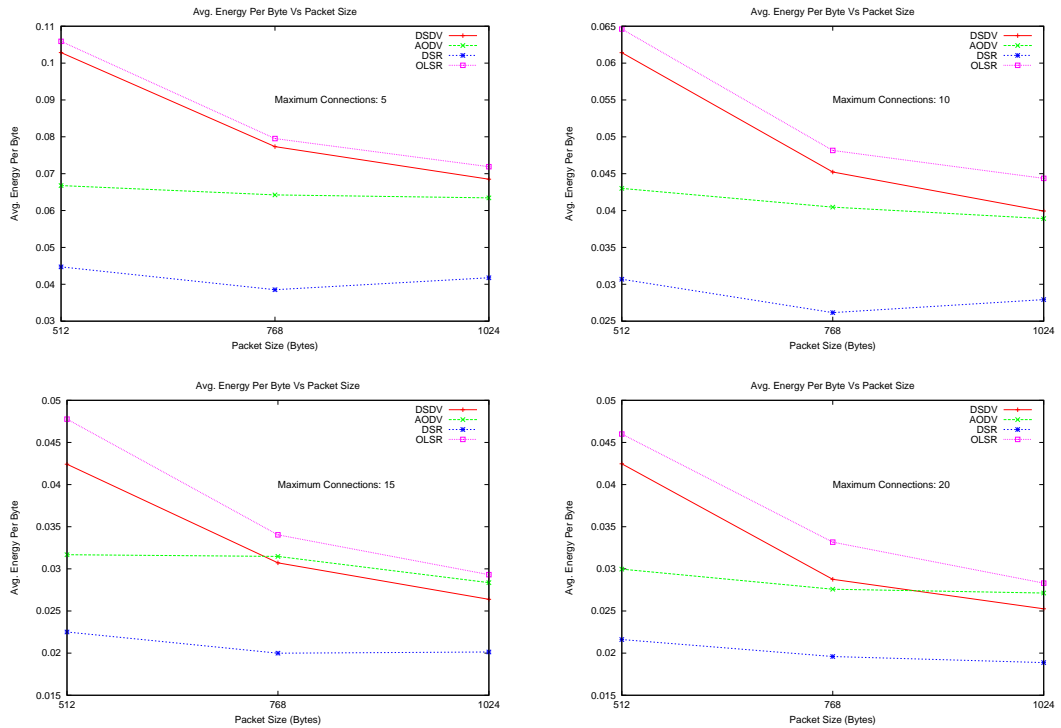 Avg. Energy Per Byte Vs Packet Size
0.11
0.1
0.09
0.08
0.07
0.06
0.05
0.04
0.03
Avg. Energy Per Byte
DSDV
AODV
DSR
OLSR
Maximum Connections: 5
512 768 1024
Packet Size (Bytes)
Avg. Energy Per Byte Vs Packet Size
0.065
0.06
0.055
0.05
0.045
0.04
0.035
0.03
0.025
Avg. Energy Per Byte
DSDV
AODV
DSR
OLSR
Maximum Connections: 10
512 768 1024
Packet Size (Bytes)
Avg. Energy Per Byte Vs Packet Size
0.05
0.045
0.04
0.035
0.03
0.025
0.02
0.015
Avg. Energy Per Byte
DSDV
AODV
DSR
OLSR
Maximum Connections: 15
512 768 1024
Packet Size (Bytes)
Avg. Energy Per Byte Vs Packet Size
0.05
0.045
0.04
0.035
0.03
0.025
0.02
0.015
Avg. Energy Per Byte
DSDV
AODV
DSR
OLSR
Maximum Connections: 20
512 768 1024
Packet Size (Bytes)